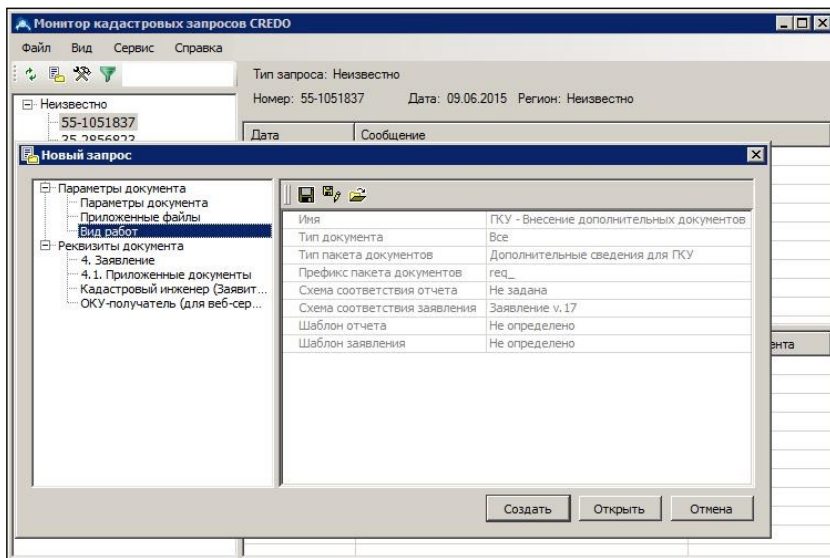 Монитор кадастровых запросов CREDO
Файл Вид Сервис Справка
Тип запроса: Неизвестно
Номер: 55-1051837 Дата: 09.06.2015 Регион: Неизвестно
Неизвестно
55-1051837
35-2856823
Дата Сообщение
Новый запрос
Параметры документа
Параметры документа
Приложенные файлы
Вид работ
Реквизиты документа
4. Заявление
4.1. Приложенные документы
Кадастровый инженер (Заявит...
ОКУ-получатель (для веб-сер...
Имя ГКУ - Внесение дополнительных документов
Тип документа Все
Тип пакета документов Дополнительные сведения для ГКУ
Префикс пакета документов req_
Схема соответствия отчета Не задана
Схема соответствия заявления Заявление v.17
Шаблон отчета Не определено
Шаблон заявления Не определено
ента
Создать Открыть Отмена